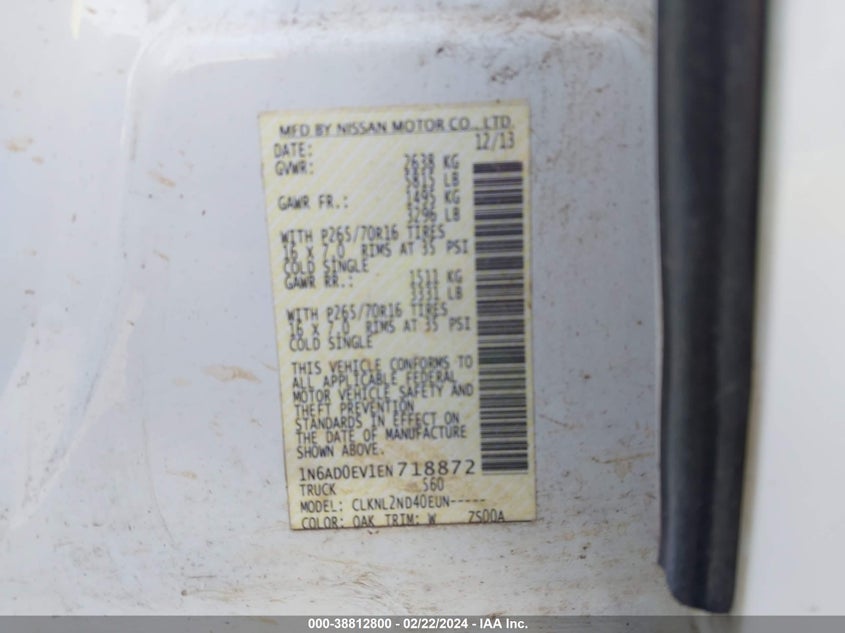 MFD BY NISSAN MOTOR CO., LTD.
DATE: 12/13
GVWR: 2638 KG
5815 LB
GAWR FR.: 1495 KG
3296 LB
WITH P265/70R16 TIRES
16 X 7.0 RIMS AT 35 PSI
COLD SINGLE
GAWR RR.: 1511 KG
3331 LB
WITH P265/70R16 TIRES
16 X 7.0 RIMS AT 35 PSI
COLD SINGLE
THIS VEHICLE CONFORMS TO
ALL APPLICABLE FEDERAL
MOTOR VEHICLE SAFETY AND
THEFT PREVENTION
STANDARDS IN EFFECT ON
THE DATE OF MANUFACTURE
SHOWN ABOVE.
1N6AD0EV1EN718872
TRUCK 560
MODEL: CLKNL2ND40EUN-----
COLOR: QAK TRIM: W ZS00A
000-38812800 - 02/22/2024 - IAA Inc.